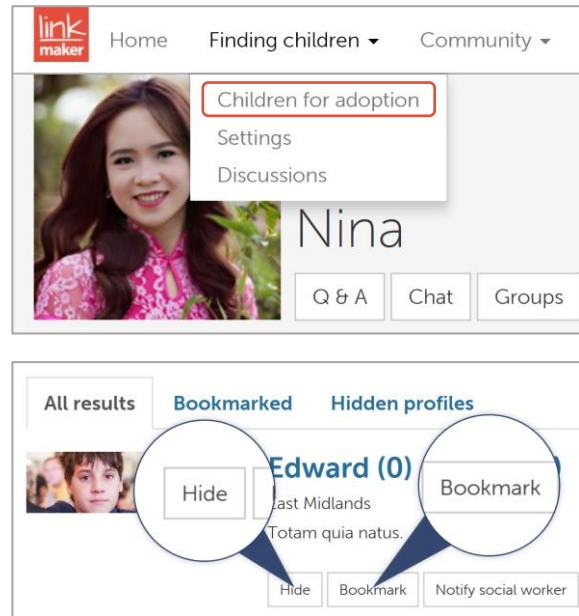 link
maker
Home Finding children Community
Children for adoption
Settings
Discussions
Nina
Q & A Chat Groups
All results Bookmarked Hidden profiles
Edward (0)
Hide
Bookmark
East Midlands
Totam quia natus.
Hide Bookmark Notify social worker